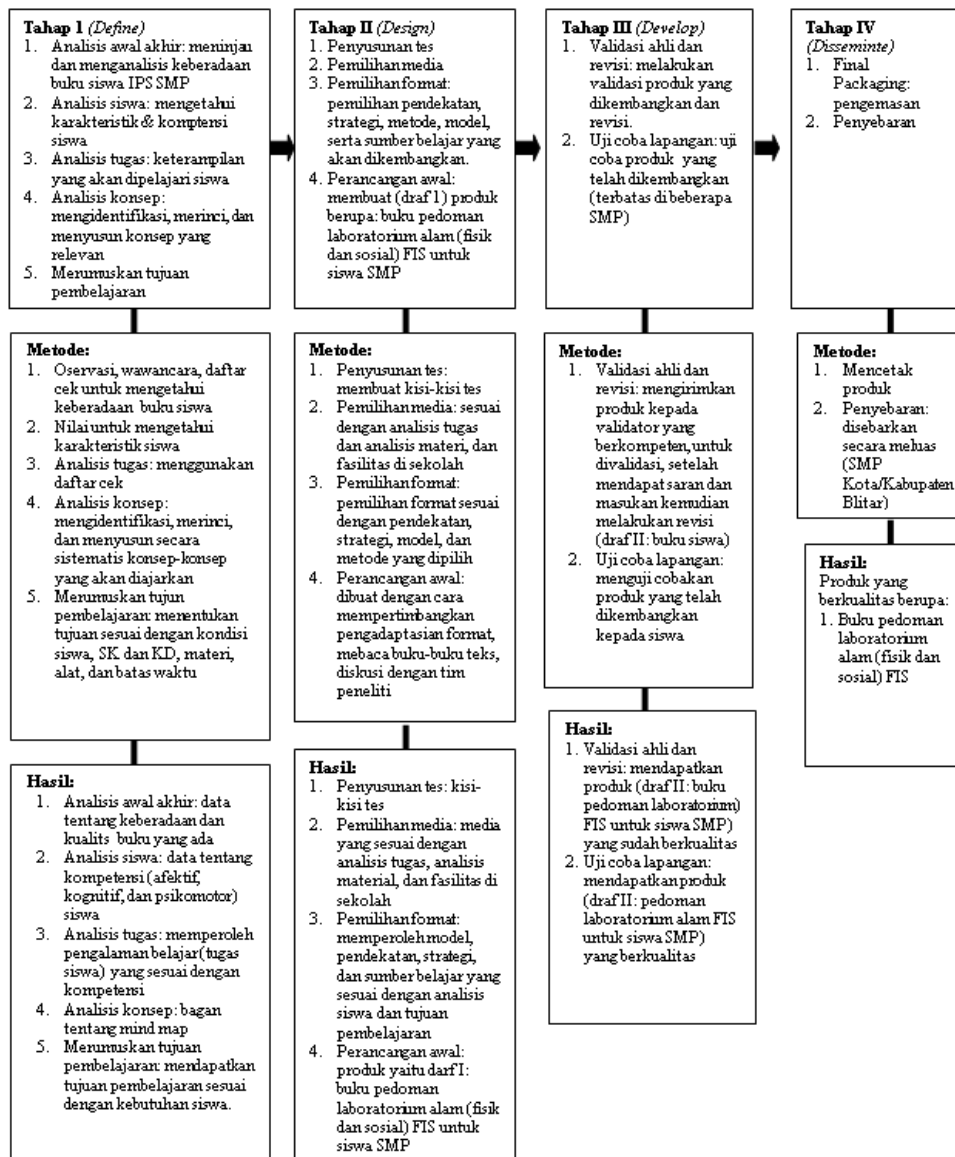 Tahap 1 (Define)
1. Analisis awal akhir: meninjau
dan menganalisis keberadaan
buku siswa IPS SMP
2. Analisis siswa: mengetahui
karakteristik & komptensi
siswa
3. Analisis tugas: keterampilan
yang akan dipelajari siswa
4. Analisis konsep:
mengidentifikasi, merinci, dan
menyusun konsep yang
relevan
5. Merumuskan tujuan
pembelajaran
Metode:
1. Oservasi, wawancara, daftar
cek untuk mengetahui
keberadaan buku siswa
2. Nilai untuk mengetahui
karakteristik siswa
3. Analisis tugas: menggunakan
daftar cek
4. Analisis konsep:
mengidentifikasi, merinci,
dan menyusun secara
sistematis konsep-konsep
yang akan diajarkan
5. Merumuskan tujun
pembelajaran: menentukan
tujuan sesuai dengan kondisi
siswa, SK dan KD, materi,
alat, dan batas waktu
Hasil:
1. Analisis awal akhir: data
tentang keberadaan dan
kualits buku yang ada
2. Analisis siswa: data tentang
kompetensi (afektif,
kognitif, dan psikomotor)
siswa
3. Analisis tugas: memperoleh
pengalaman belajar(tugas
siswa) yang sesuai dengan
kompetensi
4. Analisis konsep: bagan
tentang mind map
5. Merumuskan tujuan
pembelajaran: mendapatkan
tujuan pembelajaran sesuai
dengan kebutuhan siswa.
Tahap II (Design)
1. Penyusunan tes
2. Pemilihan media
3. Pemilihan format:
pemilihan pendekatan,
strategi, metode, model,
serta sumber belajar yang
akan dikembangkan.
4. Perancangan awal:
membuat (draf 1) produk
berupa: buku pedoman
laboratorium alam (fisik
dan sosial) FIS untuk
siswa SMP
Metode:
1. Penyusunan tes:
membuat kisi-kisi tes
2. Pemilihan media: sesuai
dengan analisis tugas
dan analisis materi, dan
fasilitas di sekolah
3. Pemilihan format:
pemilihan format sesuai
dengan pendekatan,
strategi, model, dan
metode yang dipilih
4. Perancangan awal:
dibuat dengan cara
mempertimbangkan
pengadaptasian format,
mebaca buku-buku teks,
diskusi dengan tim
peneliti
Hasil:
1. Penyusunan tes: kisi-
kisi tes
2. Pemilihan media: media
yang sesuai dengan
analisis tugas, analisis
material, dan fasilitas di
sekolah
3. Pemilihan format:
memperoleh model,
pendekatan, strategi,
dan sumber belajar yang
sesuai dengan analisis
siswa dan tujuan
pembelajaran
4. Perancangan awal:
produk yaitu darf I:
buku pedoman
laboratorium alam (fisik
dan sosial) FIS untuk
siswa SMP
Tahap III (Develop)
1. Validasi ahli dan
revisi: melakukan
validasi produk yang
dikembangkan dan
revisi.
2. Uji coba lapangan: uji
coba produk yang
telah dikembangkan
(terbatas di beberapa
SMP)
Metode:
1. Validasi ahli dan
revisi: mengirimkan
produk kepada
validator yang
berkompeten, untuk
divalidasi, setelah
mendapat saran dan
masukan kemudian
melakukan revisi
(draf II: buku siswa)
2. Uji coba lapangan:
menguji cobakan
produk yang telah
dikembangkan
kepada siswa
Hasil:
1. Validasi ahli dan
revisi: mendapatkan
produk (draf II: buku
pedoman laboratorium)
FIS untuk siswa SMP)
yang sudah berkualitas
2. Uji coba lapangan:
mendapatkan produk
(draf II: pedoman
laboratorium alam FIS
untuk siswa SMP)
yang berkualitas
Tahap IV
(Disseminte)
1. Final
Packaging:
pengemasan
2. Penyebaran
Metode:
1. Mencetak
produk
2. Penyebaran:
disebarkan
secara meluas
(SMP
Kota/Kabupaten
Blitar)
Hasil:
Produk yang
berkualitas berupa:
1. Buku pedoman
laboratorium
alam (fisik dan
sosial) FIS